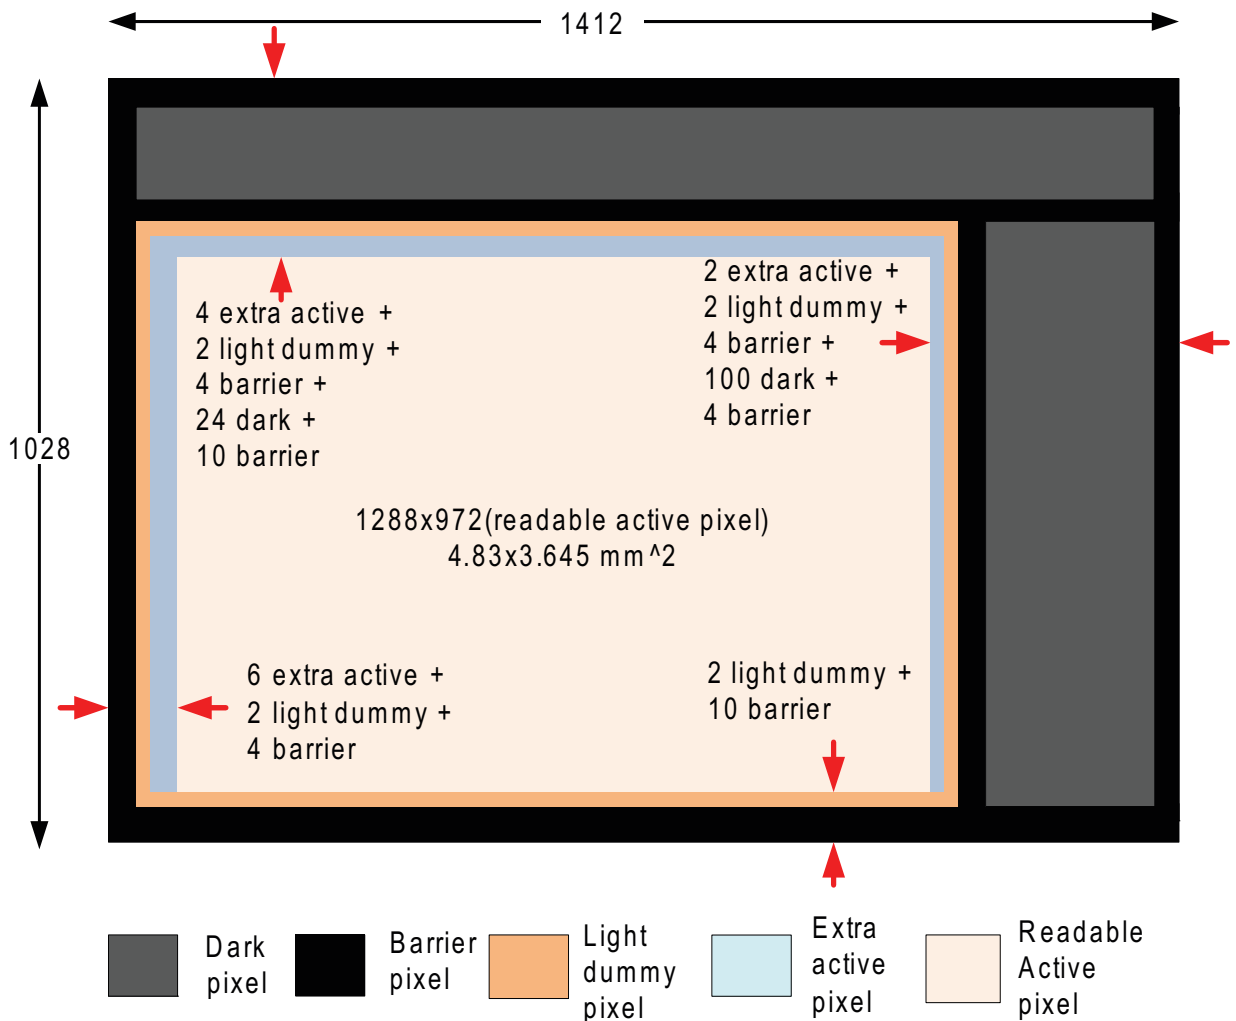 1412
1028
4 extra active +
2 light dummy +
4 barrier +
24 dark +
10 barrier
2 extra active +
2 light dummy +
4 barrier +
100 dark +
4 barrier
1288x972(readable active pixel)
4.83x3.645 mm^2
6 extra active +
2 light dummy +
4 barrier
2 light dummy +
10 barrier
Dark
pixel
Barrier
pixel
Light
dummy
pixel
Extra
active
pixel
Readable
Active
pixel